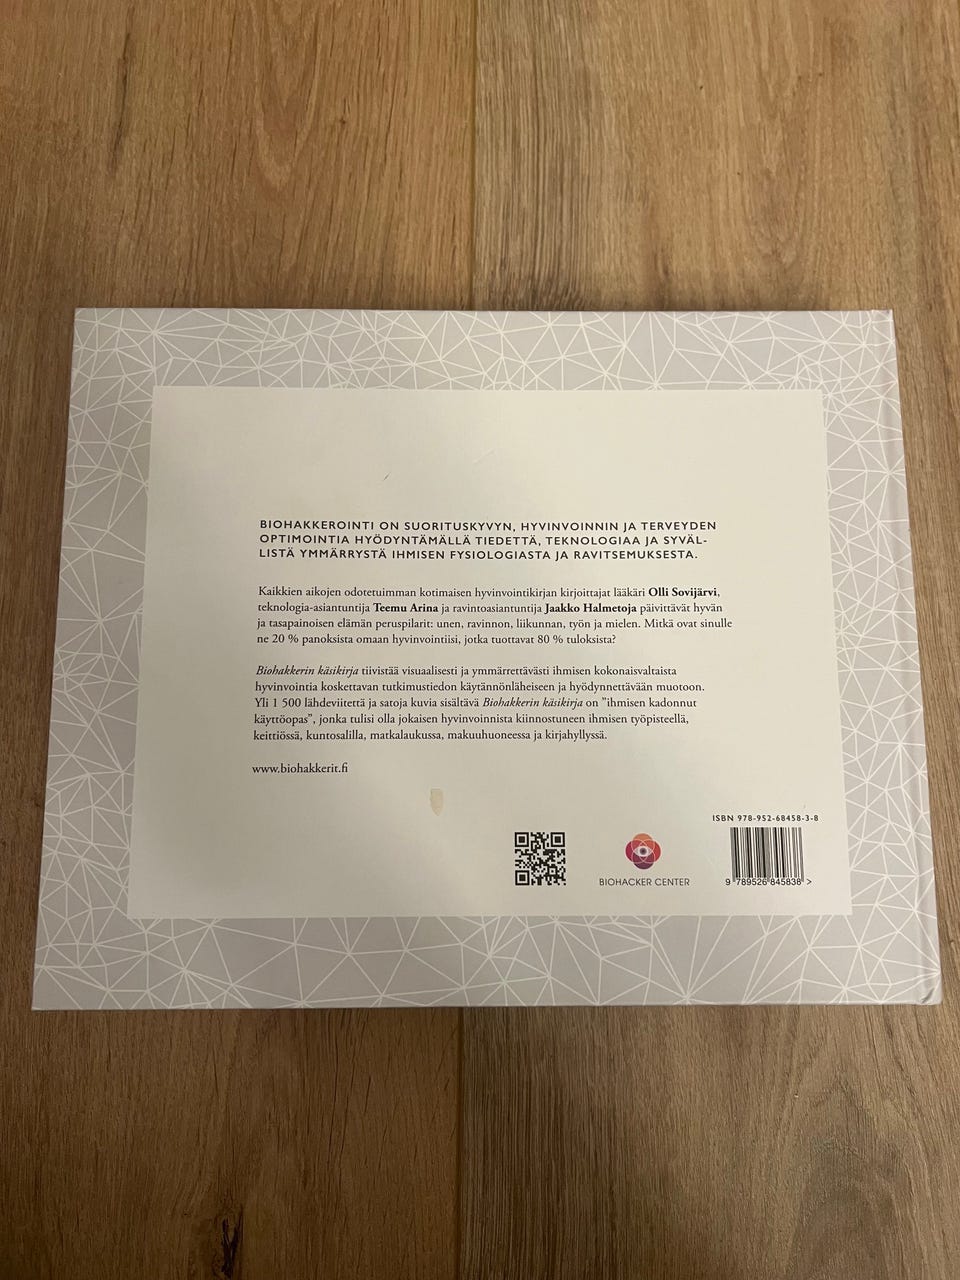 BIOHAKKEROINTI ON SUORITUSKYVYN, HYVINVOINNIN JA TERVEYDEN
OPTIMOINTIA HYÖDYNTÄMÄLLÄ TIEDETTÄ, TEKNOLOGIAA JA SYVÄL-
LISTÄ YMMÄRRYSTÄ IHMISEN FYSIOLOGIASTA JA RAVITSEMUKSESTA.
Kaikkien aikojen odotetuimman kotimaisen hyvinvointikirjan kirjoittajat lääkäri Olli Sovijärvi,
teknologia-asiantuntija Teemu Arina ja ravintoasiantuntija Jaakko Halmetoja päivittävät hyvän
ja tasapainoisen elämän peruspilarit: unen, ravinnon, liikunnan, työn ja mielen. Mitkä ovat sinulle
ne 20 % panoksista omaan hyvinvointiisi, jotka tuottavat 80 % tuloksista?
Biohakkerin käsikirja tiivistää visuaalisesti ja ymmärrettävästi ihmisen kokonaisvaltaista
hyvinvointia koskettavan tutkimustiedon käytännönläheiseen ja hyödynnettävään muotoon.
Yli 1 500 lähdeviitettä ja satoja kuvia sisältävä Biohakkerin käsikirja on "ihmisen kadonnut
käyttöopas", jonka tulisi olla jokaisen hyvinvoinnista kiinnostuneen ihmisen työpisteellä,
keittiössä, kuntosalilla, matkalaukussa, makuuhuoneessa ja kirjahyllyssä.
www.biohakkerit.fi
ISBN 978-952-68458-3-8
BIOHACKER CENTER
9 789526 845838 >